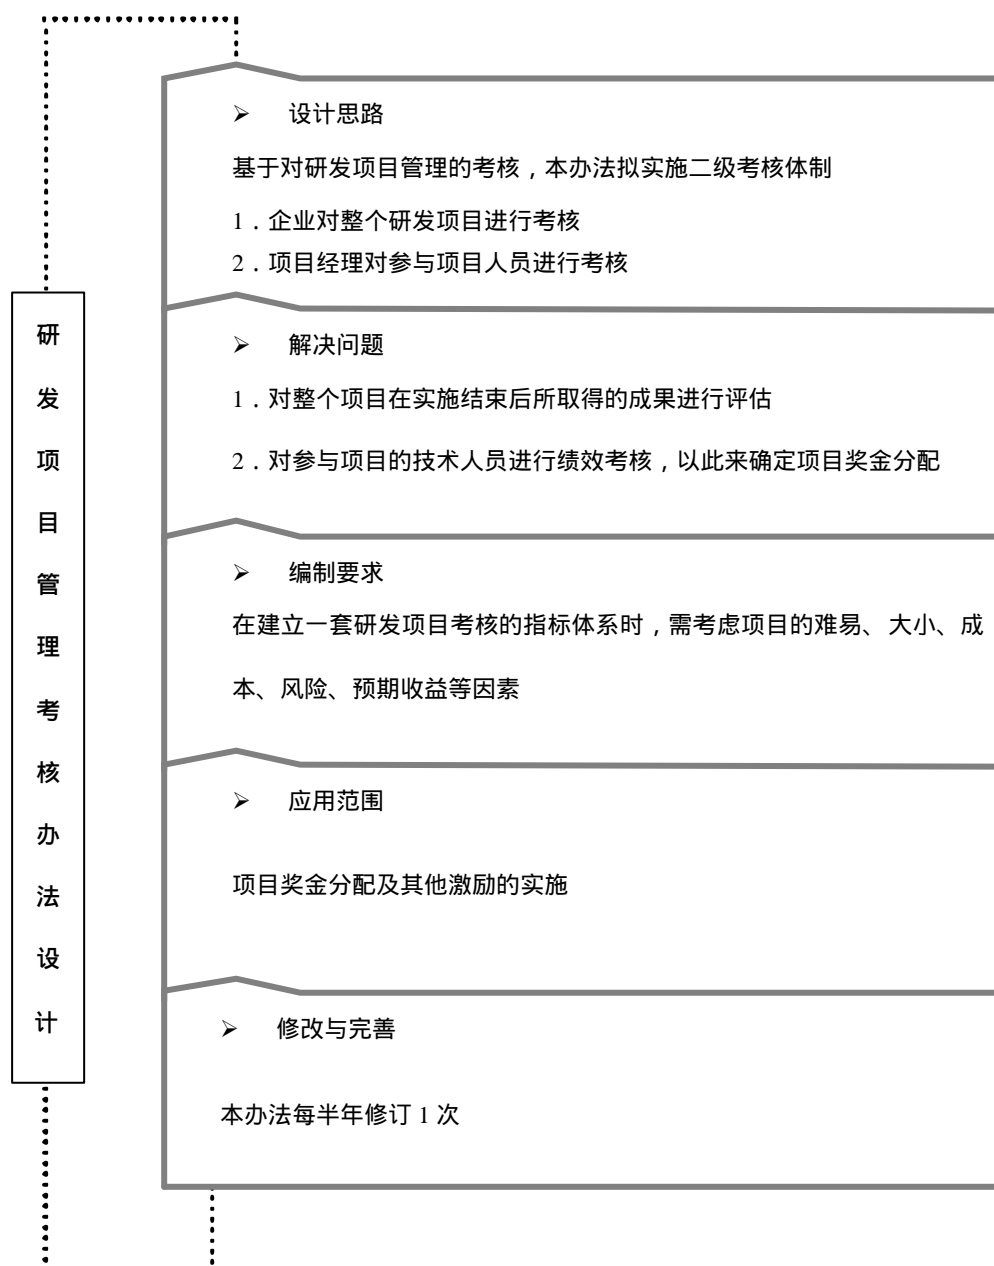 研发项目管理考核办法设计
➢ 设计思路
基于对研发项目管理的考核，本办法拟实施二级考核体制
1．企业对整个研发项目进行考核
2．项目经理对参与项目人员进行考核
➢ 解决问题
1．对整个项目在实施结束后所取得的成果进行评估
2．对参与项目的技术人员进行绩效考核，以此来确定项目奖金分配
➢ 编制要求
在建立一套研发项目考核的指标体系时，需考虑项目的难易、大小、成
本、风险、预期收益等因素
➢ 应用范围
项目奖金分配及其他激励的实施
➢ 修改与完善
本办法每半年修订 1 次